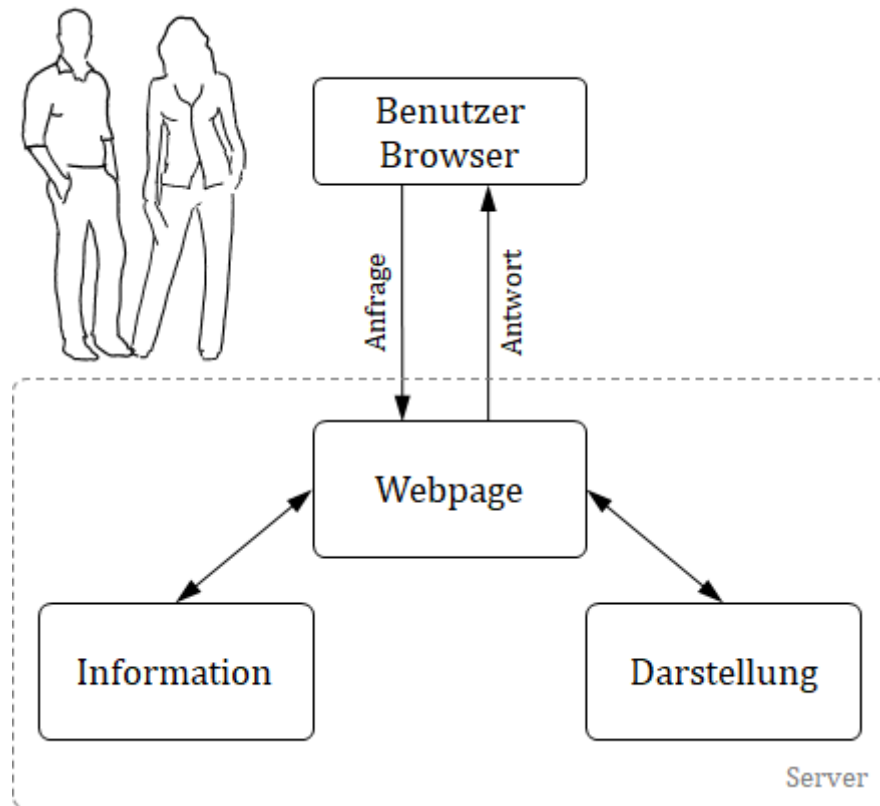 Benutzer
Browser
Anfrage
Antwort
Webpage
Information
Darstellung
Server